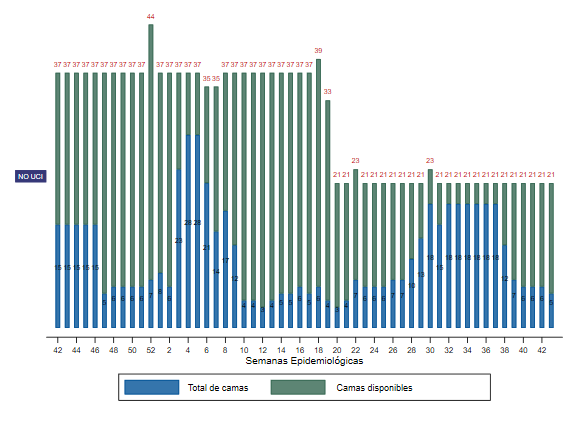 44
39
37 37 37 37 37 37 37 37 37 37 37 37 37 37 37 37 37 37 37 37 37 37 37 37 37
35 35
33
23 23
21 21 21 21 21 21 21 21 21 21 21 21 21 21 21 21 21 21 21 21 21 21
NO UCI
15 15 15 15 15 5 6 6 6 6 7 8 6 23 28 28 21 14 17 12 4 4 3 4 5 5 6 5 6 4 3 4 7 6 6 6 7 7 10 13 18 15 18 18 18 18 18 18 12 7 6 6 6 5
42 44 46 48 50 52 2 4 6 8 10 12 14 16 18 20 22 24 26 28 30 32 34 36 38 40 42
Semanas Epidemiológicas
Total de camas Camas disponibles